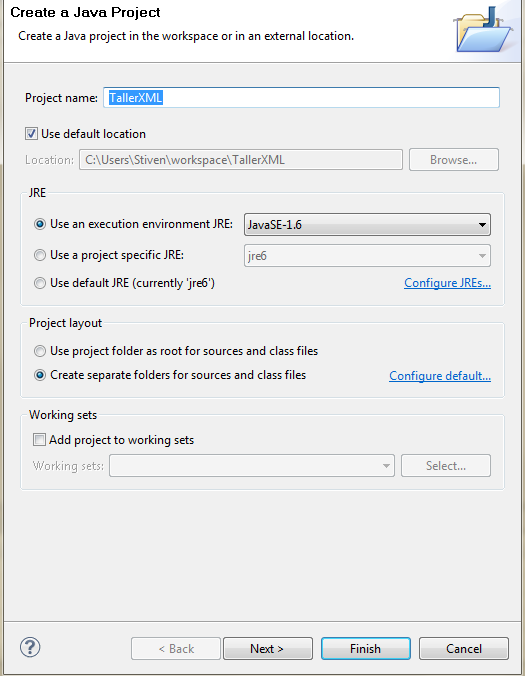 Create a Java Project
Create a Java project in the workspace or in an external location.
Project name: TallerXML
Use default location
Location: C:\Users\Stiven\workspace\TallerXML Browse...
JRE
Use an execution environment JRE: JavaSE-1.6
Use a project specific JRE: jre6
Use default JRE (currently 'jre6') Configure JREs...
Project layout
Use project folder as root for sources and class files
Create separate folders for sources and class files Configure default...
Working sets
Add project to working sets
Working sets: Select...
? < Back Next > Finish Cancel